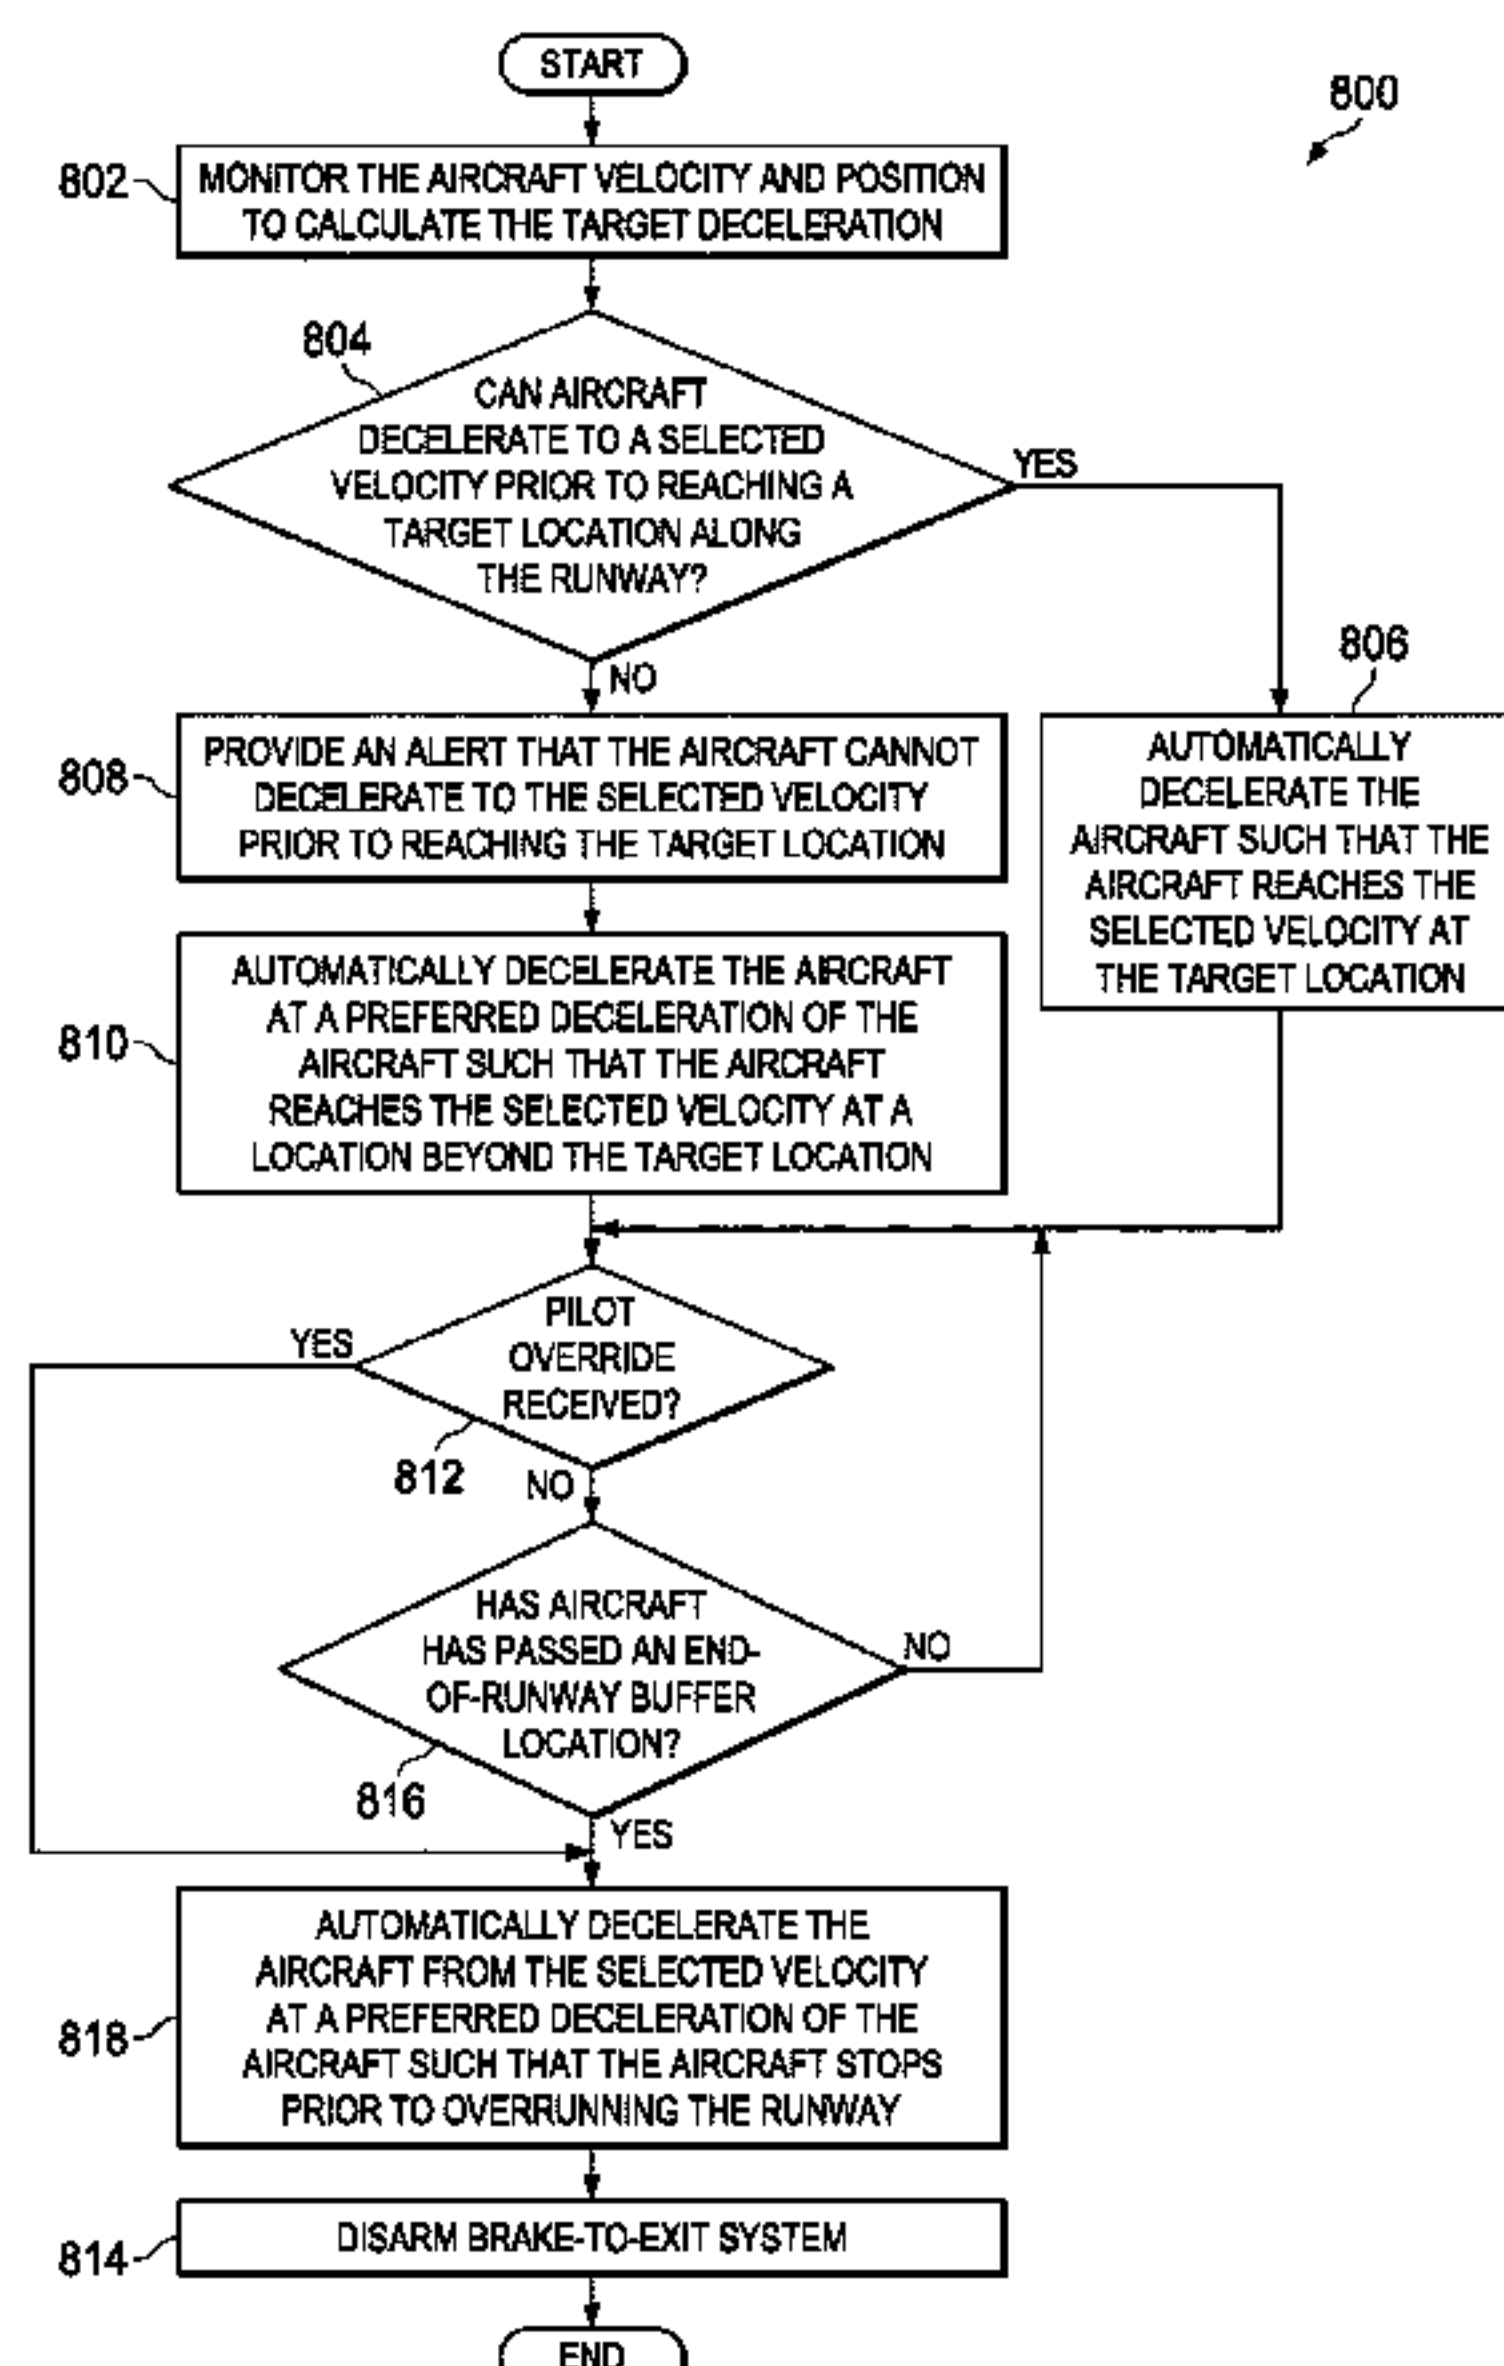 START
800
802
MONITOR THE AIRCRAFT VELOCITY AND POSITION
TO CALCULATE THE TARGET DECELERATION
804
CAN AIRCRAFT
DECELERATE TO A SELECTED
VELOCITY PRIOR TO REACHING A
TARGET LOCATION ALONG
THE RUNWAY?
YES
NO
806
AUTOMATICALLY
DECELERATE THE
AIRCRAFT SUCH THAT THE
AIRCRAFT REACHES THE
SELECTED VELOCITY AT
THE TARGET LOCATION
808
PROVIDE AN ALERT THAT THE AIRCRAFT CANNOT
DECELERATE TO THE SELECTED VELOCITY
PRIOR TO REACHING THE TARGET LOCATION
810
AUTOMATICALLY DECELERATE THE AIRCRAFT
AT A PREFERRED DECELERATION OF THE
AIRCRAFT SUCH THAT THE AIRCRAFT
REACHES THE SELECTED VELOCITY AT A
LOCATION BEYOND THE TARGET LOCATION
PILOT
OVERRIDE
RECEIVED?
YES
812
NO
HAS AIRCRAFT
HAS PASSED AN END-
OF-RUNWAY BUFFER
LOCATION?
NO
816
YES
818
AUTOMATICALLY DECELERATE THE
AIRCRAFT FROM THE SELECTED VELOCITY
AT A PREFERRED DECELERATION OF THE
AIRCRAFT SUCH THAT THE AIRCRAFT STOPS
PRIOR TO OVERRUNNING THE RUNWAY
814
DISARM BRAKE-TO-EXIT SYSTEM
END